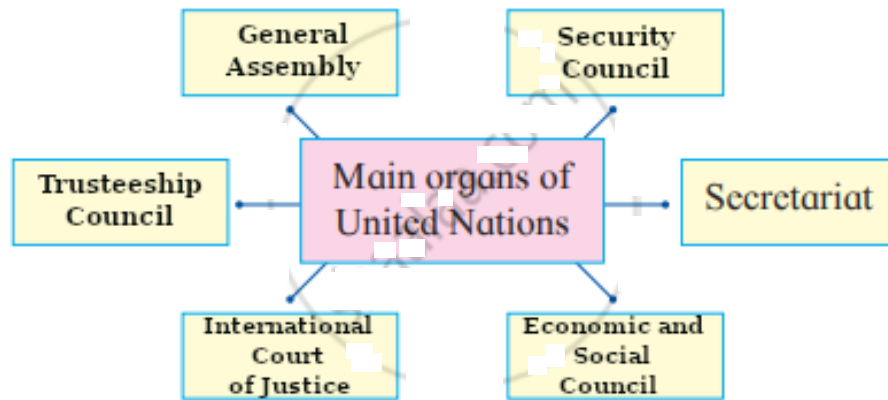 General
Assembly
Security
Council
Trusteeship
Council
Main organs of
United Nations
Secretariat
International
Court
of Justice
Economic and
Social
Council